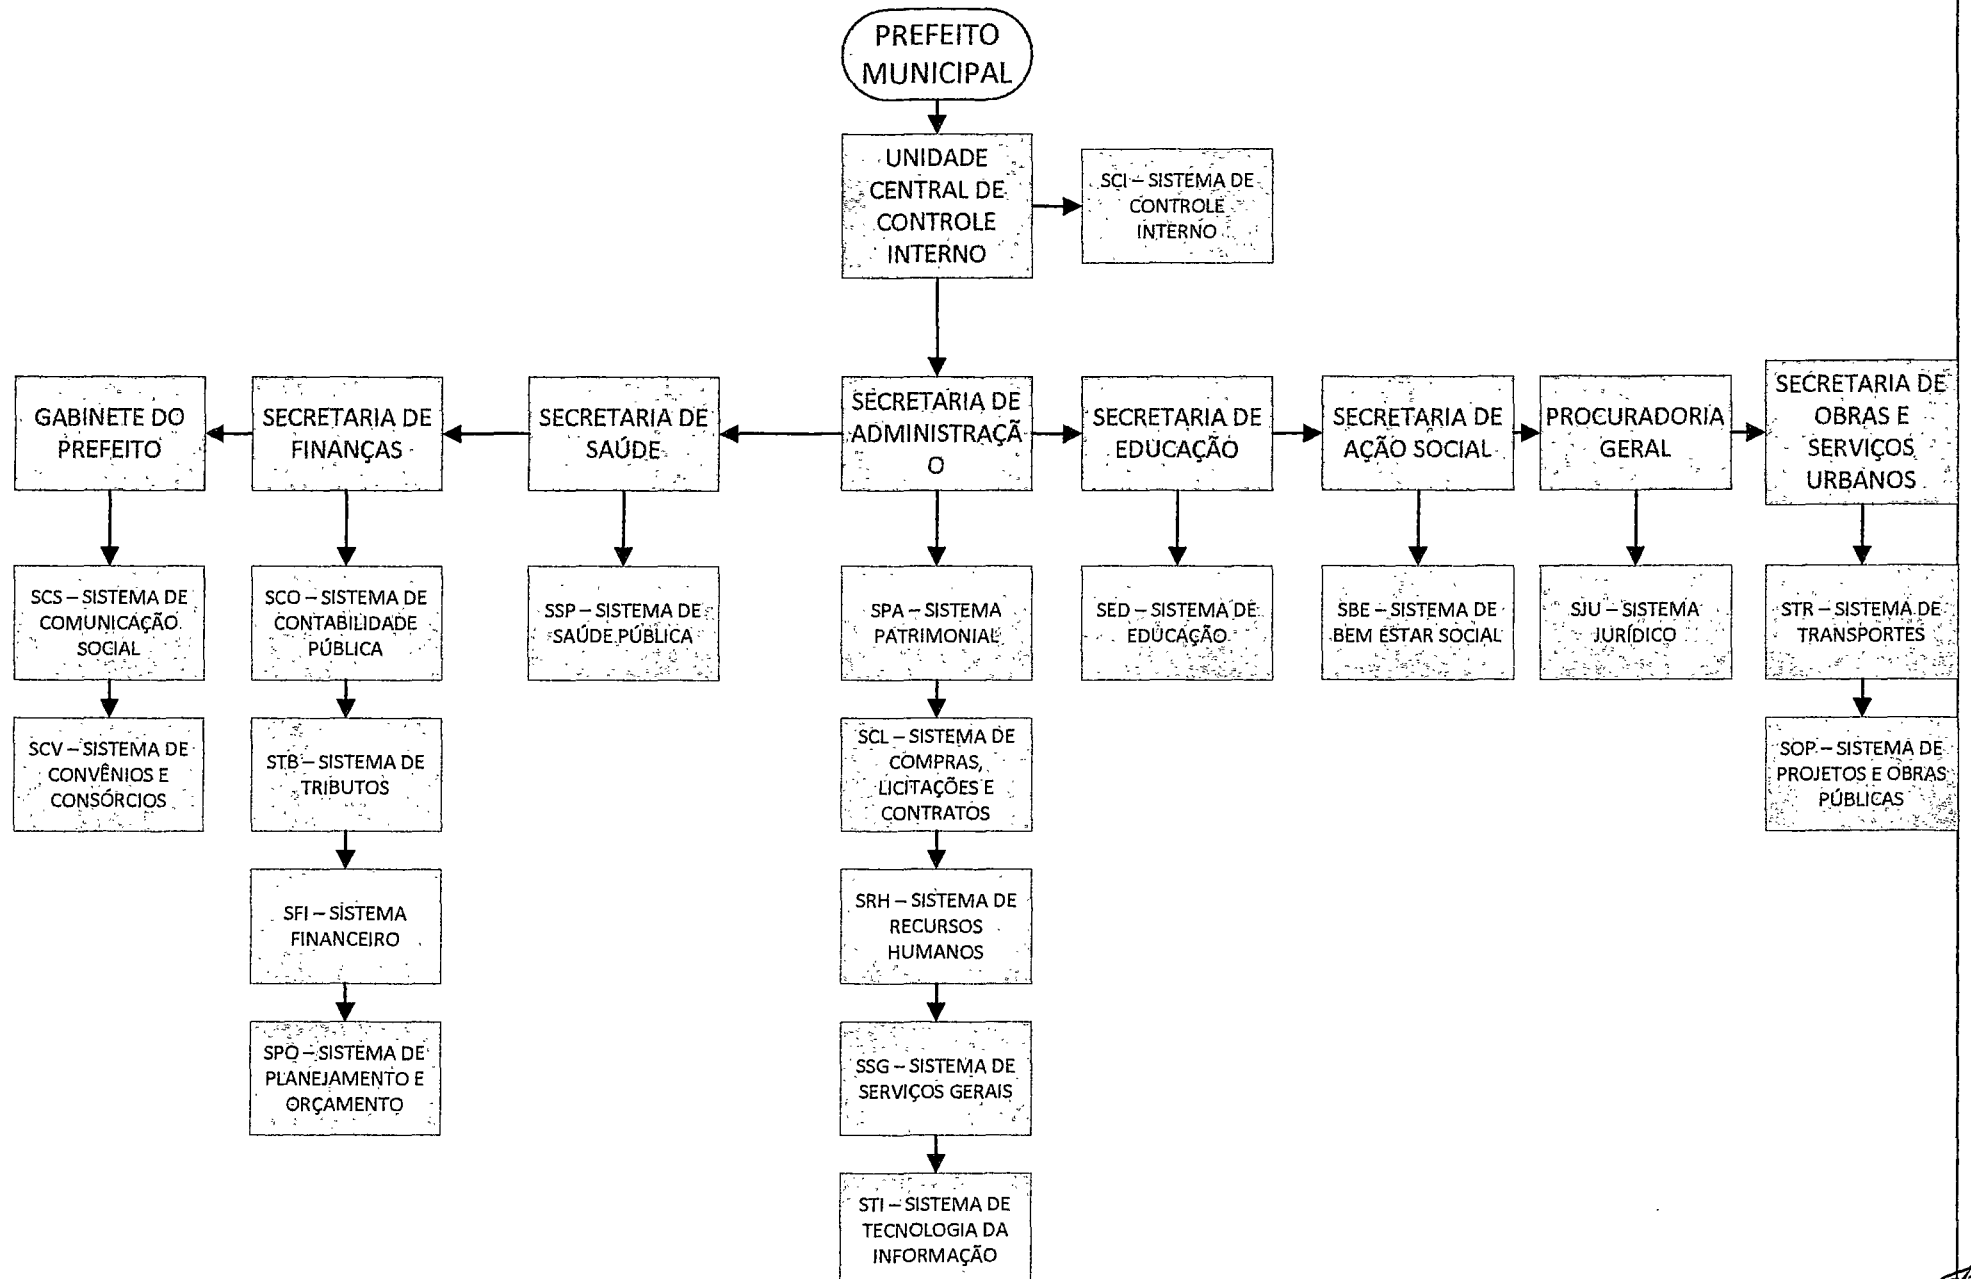 PREFEITO
MUNICIPAL
UNIDADE
CENTRAL DE
CONTROLE
INTERNO
SCI – SISTEMA DE
CONTROLE
INTERNO
GABINETE DO
PREFEITO
SECRETARIA DE
FINANÇAS
SECRETARIA DE
SAÚDE
SECRETARIA DE
ADMINISTRAÇÃ
O
SECRETARIA DE
EDUCAÇÃO
SECRETARIA DE
AÇÃO SOCIAL
PROCURADORIA
GERAL
SECRETARIA DE
OBRAS E
SERVIÇOS
URBANOS
SCS – SISTEMA DE
COMUNICAÇÃO
SOCIAL
SCO – SISTEMA DE
CONTABILIDADE
PÚBLICA
SSP – SISTEMA DE
SAÚDE PÚBLICA
SPA – SISTEMA
PATRIMONIAL
SED – SISTEMA DE
EDUCAÇÃO
SBE – SISTEMA DE
BEM ESTAR SOCIAL
SJU – SISTEMA
JURÍDICO
STR – SISTEMA DE
TRANSPORTES
SCV – SISTEMA DE
CONVÊNIOS E
CONSÓRCIOS
STB – SISTEMA DE
TRIBUTOS
SCL – SISTEMA DE
COMPRAS,
LICITAÇÕES E
CONTRATOS
SOP – SISTEMA DE
PROJETOS E OBRAS
PÚBLICAS
SFI – SISTEMA
FINANCEIRO
SRH – SISTEMA DE
RECURSOS
HUMANOS
SPO – SISTEMA DE
PLANEJAMENTO E
ORÇAMENTO
SSG – SISTEMA DE
SERVIÇOS GERAIS
STI – SISTEMA DE
TECNOLOGIA DA
INFORMAÇÃO